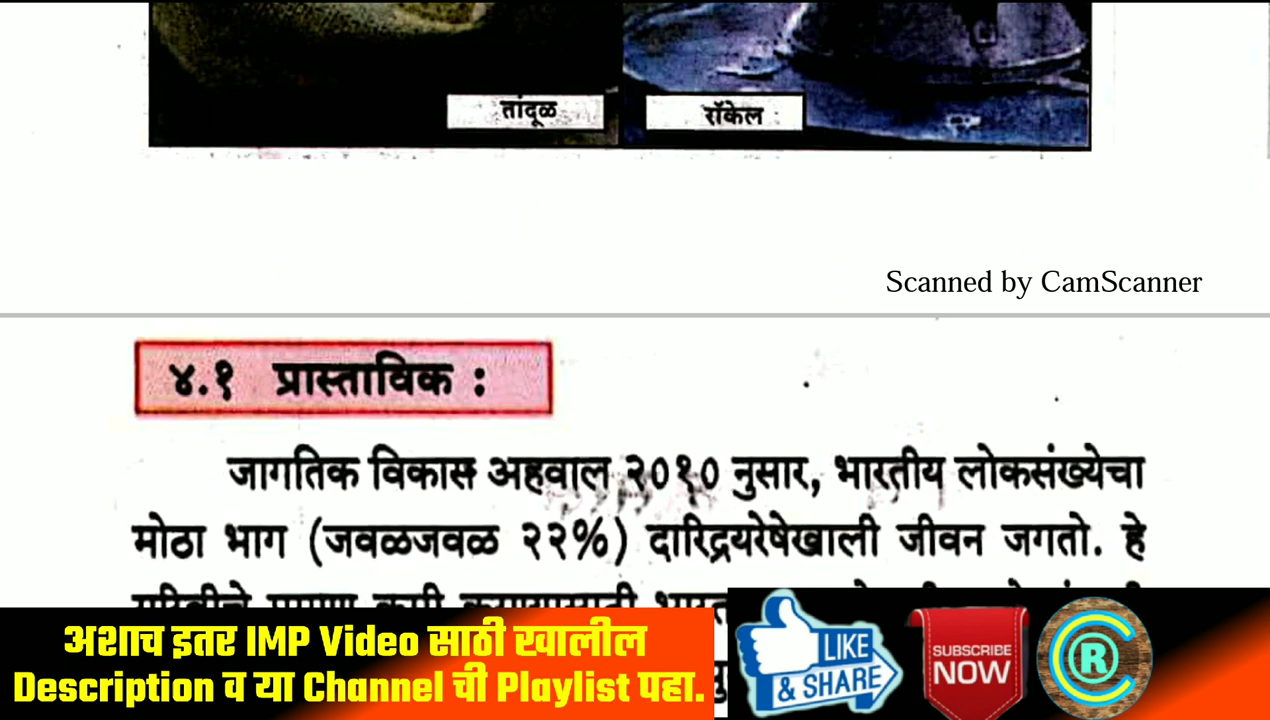 तांदूळ
रॉकेल
Scanned by CamScanner
४.१ प्रास्ताविक :
जागतिक विकास अहवाल २०१० नुसार, भारतीय लोकसंख्येचा
मोठा भाग (जवळजवळ २२%) दारिद्रयरेषेखाली जीवन जगतो. हे
अशाच इतर IMP Video साठी खालील
Description व या Channel ची Playlist पहा.
LIKE
& SHARE
SUBSCRIBE
NOW
R